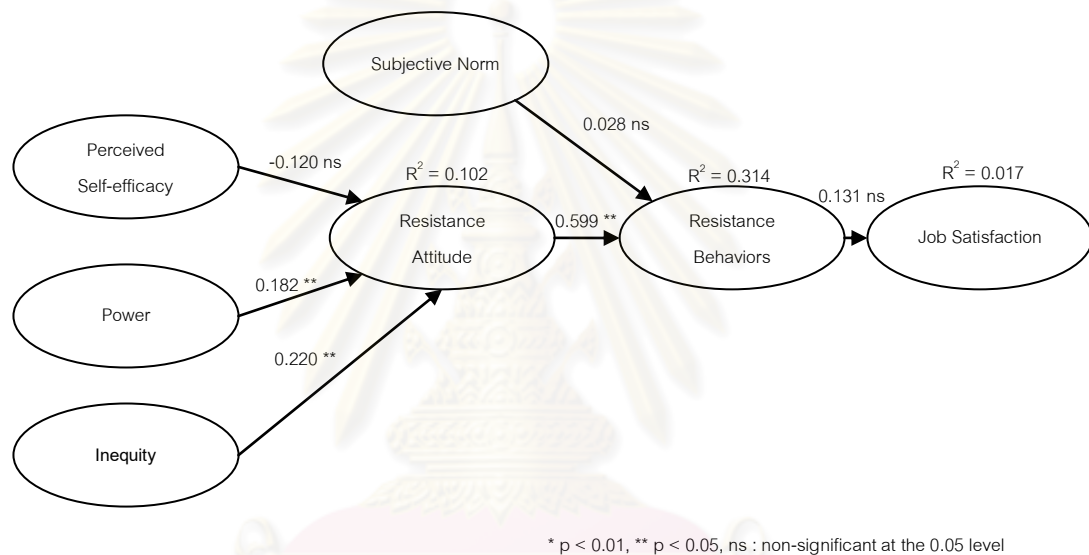 Subjective Norm
0.028 ns
Perceived
Self-efficacy
-0.120 ns
R² = 0.102
Resistance
Attitude
0.599 **
R² = 0.314
Resistance
Behaviors
0.131 ns
R² = 0.017
Job Satisfaction
Power
0.182 **
0.220 **
Inequity
* p < 0.01, ** p < 0.05, ns : non-significant at the 0.05 level